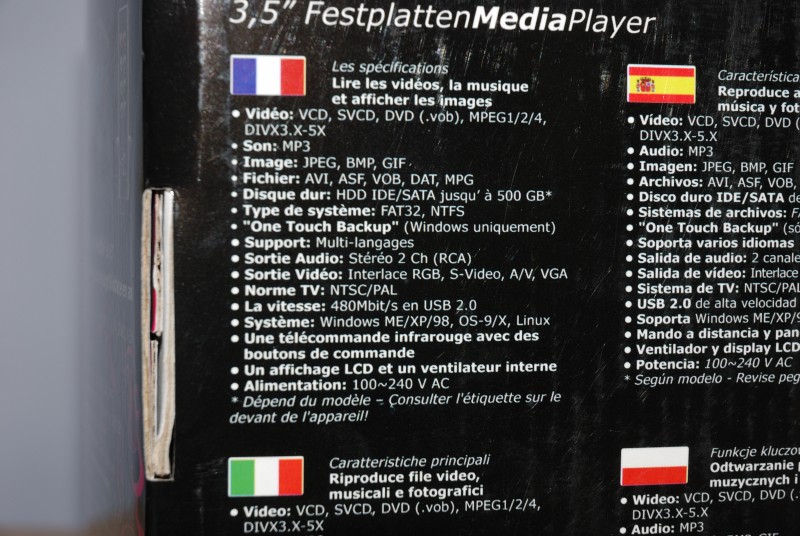 3,5” FestplattenMediaPlayer
Les spécifications
Lire les vidéos, la musique
et afficher les images
• Vidéo: VCD, SVCD, DVD (.vob), MPEG1/2/4,
DIVX3.X-5X
• Son: MP3
• Image: JPEG, BMP, GIF
• Fichier: AVI, ASF, VOB, DAT, MPG
• Disque dur: HDD IDE/SATA jusqu’ à 500 GB*
• Type de système: FAT32, NTFS
• "One Touch Backup" (Windows uniquement)
• Support: Multi-langages
• Sortie Audio: Stéréo 2 Ch (RCA)
• Sortie Vidéo: Interlace RGB, S-Video, A/V, VGA
• Norme TV: NTSC/PAL
• La vitesse: 480Mbit/s en USB 2.0
• Système: Windows ME/XP/98, OS-9/X, Linux
• Une télécommande infrarouge avec des
boutons de commande
• Un affichage LCD et un ventilateur interne
• Alimentation: 100~240 V AC
* Dépend du modèle – Consulter l'étiquette sur le
devant de l'appareil!
Característica
Reproduce a
música y fot
• Vídeo: VCD, SVCD, DVD (
DIVX3.X-5.X
• Audio: MP3
• Imagen: JPEG, BMP, GIF
• Archivos: AVI, ASF, VOB,
• Disco duro IDE/SATA de
• Sistemas de archivos: FA
• "One Touch Backup" (só
• Soporta varios idiomas
• Salida de audio: 2 canale
• Salida de vídeo: Interlace
• Sistema de TV: NTSC/PAL
• USB 2.0 de alta velocidad
• Soporta Windows ME/XP/9
• Mando a distancia y pan
• Ventilador y display LCD
• Potencia: 100~240 V AC
* Según modelo - Revise peg
Caratteristiche principali
Riproduce file video,
musicali e fotografici
• Video: VCD, SVCD, DVD (.vob), MPEG1/2/4,
DIVX3.X-5X
Funkcje kluczow
Odtwarzanie p
muzycznych i
• Wideo: VCD, SVCD, DVD (.
DIVX3.X-5.X
• Audio: MP3